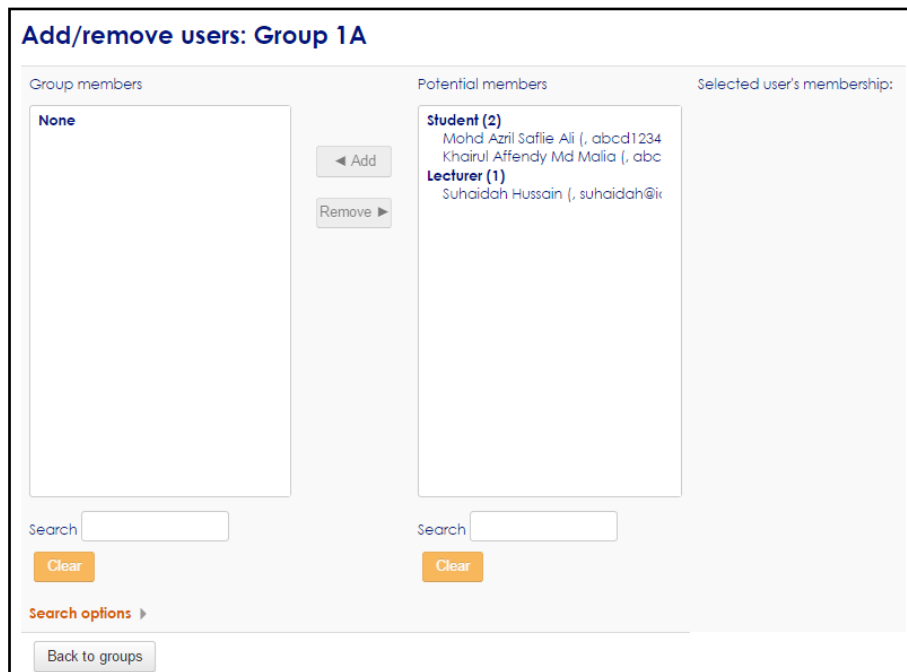 Add/remove users: Group 1A
Group members
Potential members
Selected user's membership:
None
Student (2)
Mohd Azril Saflie Ali (, abcd1234
Khairul Affendy Md Malia (, abc
Lecturer (1)
Suhaidah Hussain (, suhaidah@ic
◄ Add
Remove ►
Search
Search
Clear
Clear
Search options
Back to groups